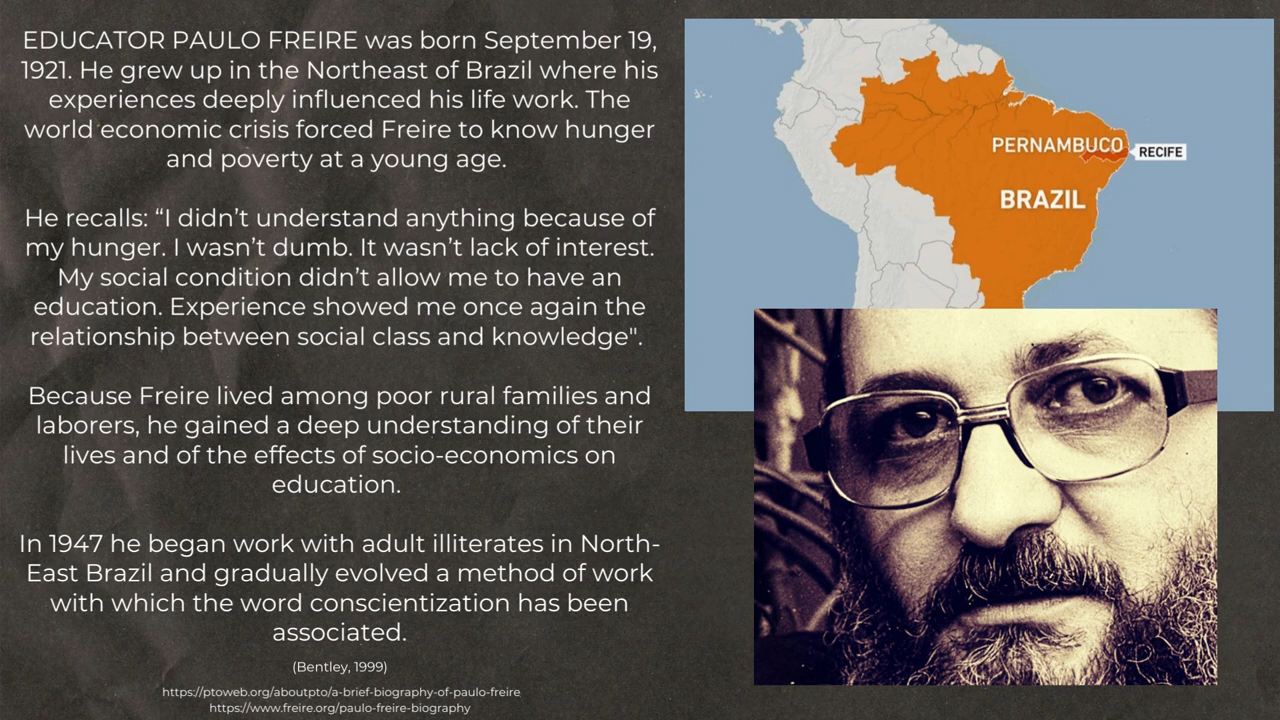 EDUCATOR PAULO FREIRE was born September 19,
1921. He grew up in the Northeast of Brazil where his
experiences deeply influenced his life work. The
world economic crisis forced Freire to know hunger
and poverty at a young age.
He recalls: “I didn’t understand anything because of
my hunger. I wasn’t dumb. It wasn’t lack of interest.
My social condition didn’t allow me to have an
education. Experience showed me once again the
relationship between social class and knowledge".
Because Freire lived among poor rural families and
laborers, he gained a deep understanding of their
lives and of the effects of socio-economics on
education.
In 1947 he began work with adult illiterates in North-
East Brazil and gradually evolved a method of work
with which the word conscientization has been
associated.
(Bentley, 1999)
https://ptoweb.org/aboutpto/a-brief-biography-of-paulo-freire
https://www.freire.org/paulo-freire-biography
PERNAMBUCO
RECIFE
BRAZIL